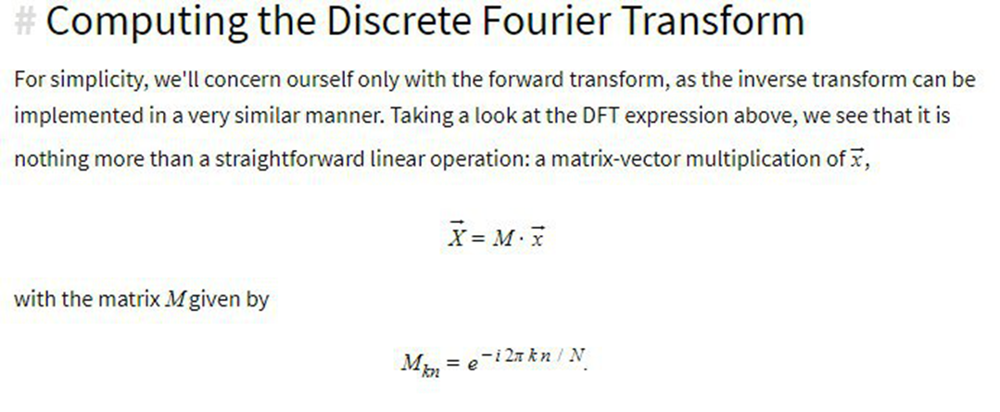 # Computing the Discrete Fourier Transform
For simplicity, we'll concern ourself only with the forward transform, as the inverse transform can be
implemented in a very similar manner. Taking a look at the DFT expression above, we see that it is
nothing more than a straightforward linear operation: a matrix-vector multiplication of $\vec{x}$,
$\vec{X} = M \cdot \vec{x}$
with the matrix $M$ given by
$M_{kn} = e^{-i 2\pi k n / N}.$